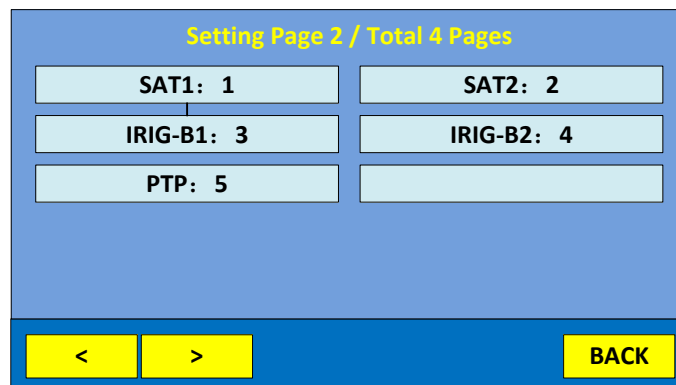 Setting Page 2 / Total 4 Pages
SAT1：1
SAT2：2
IRIG-B1：3
IRIG-B2：4
PTP：5
<
>
BACK